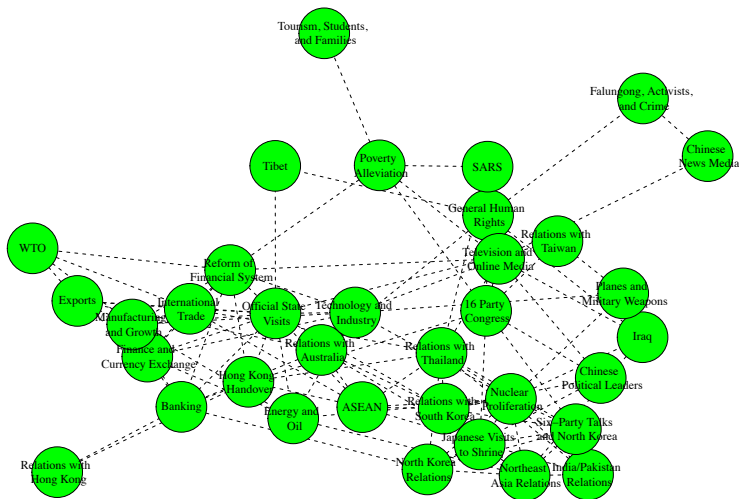 Tourism, Students,
and Families
Falungong, Activists,
and Crime
Chinese
News Media
Tibet
Poverty
Alleviation
SARS
General Human
Rights
Relations with
Taiwan
WTO
Television and
Online Media
Reform of
Financial System
Planes and
Military Weapons
Exports
International
Trade
Official State
Visits
Technology and
Industry
16 Party
Congress
Manufacturing
and Growth
Iraq
Finance and
Currency Exchange
Relations with
Australia
Relations with
Thailand
Hong Kong
Handover
Chinese
Political Leaders
Banking
Energy and
Oil
ASEAN
Relations with
South Korea
Nuclear
Proliferation
Six−Party Talks
and North Korea
Japanese Visits
to Shrine
Relations with
Hong Kong
North Korea
Relations
Northeast
Asia Relations
India/Pakistan
Relations